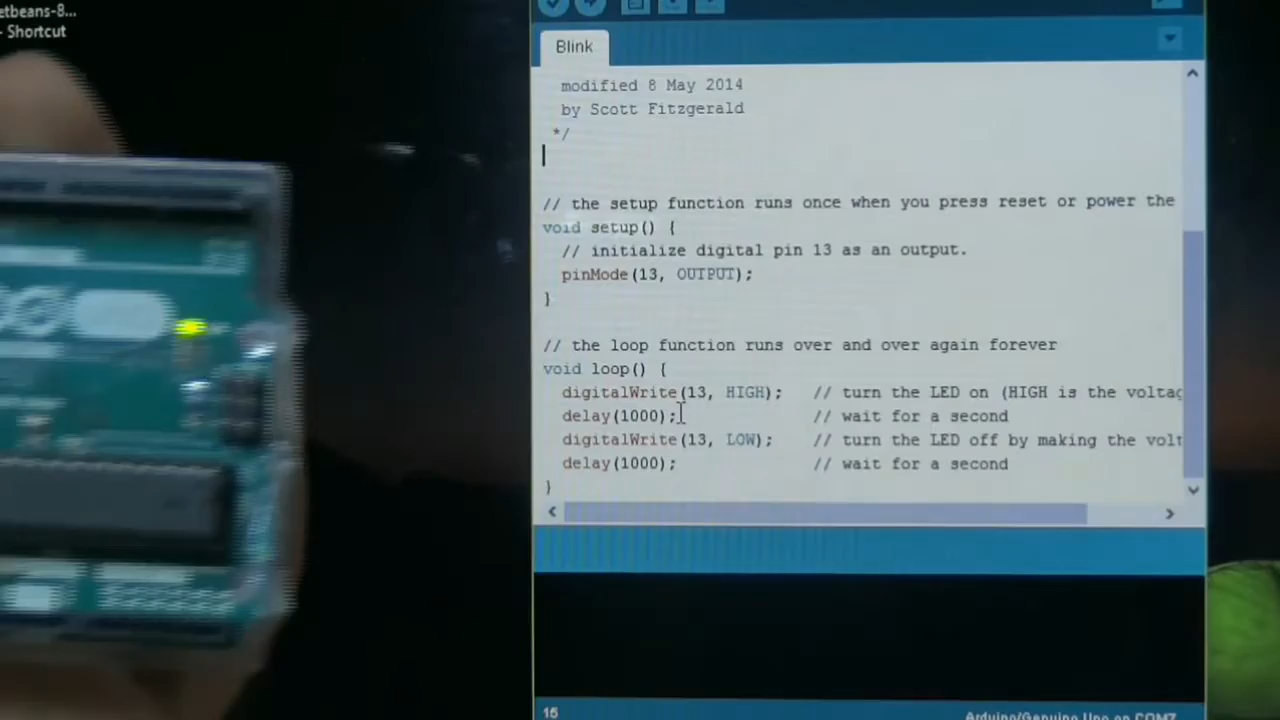 etbeans-8...
- Shortcut
Blink
modified 8 May 2014
by Scott Fitzgerald
*/
// the setup function runs once when you press reset or power the
void setup() {
// initialize digital pin 13 as an output.
pinMode(13, OUTPUT);
}
// the loop function runs over and over again forever
void loop() {
digitalWrite(13, HIGH);   // turn the LED on (HIGH is the voltag
delay(1000);              // wait for a second
digitalWrite(13, LOW);    // turn the LED off by making the volt
delay(1000);              // wait for a second
}
15
Arduino/Genuino Uno on COM7